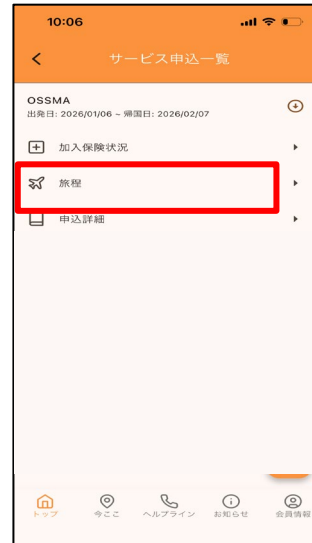 10:06
サービス申込一覧
OSSMA
出発日: 2026/01/06 ~ 帰国日: 2026/02/07
加入保険状況
旅程
申込詳細
トップ 今ここ ヘルプライン お知らせ 会員情報